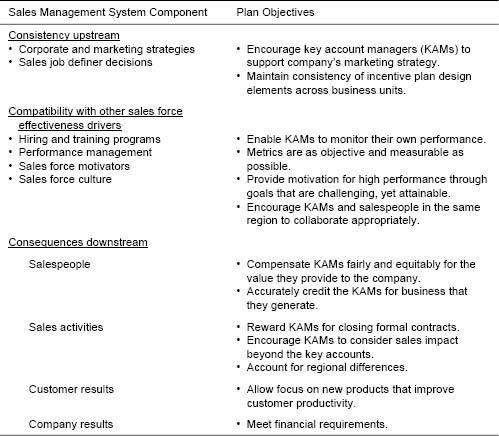 Sales Management System Component Plan Objectives
Consistency upstream
• Corporate and marketing strategies • Encourage key account managers (KAMs) to
• Sales job definer decisions support company's marketing strategy.
• Maintain consistency of incentive plan design
elements across business units.
Compatibility with other sales force
effectiveness drivers
• Hiring and training programs • Enable KAMs to monitor their own performance.
• Performance management • Metrics are as objective and measurable as
• Sales force motivators possible.
• Sales force culture • Provide motivation for high performance through
goals that are challenging, yet attainable.
• Encourage KAMs and salespeople in the same
region to collaborate appropriately.
Consequences downstream
Salespeople • Compensate KAMs fairly and equitably for the
value they provide to the company.
• Accurately credit the KAMs for business that
they generate.
Sales activities • Reward KAMs for closing formal contracts.
• Encourage KAMs to consider sales impact
beyond the key accounts.
• Account for regional differences.
Customer results • Allow focus on new products that improve
customer productivity.
Company results • Meet financial requirements.